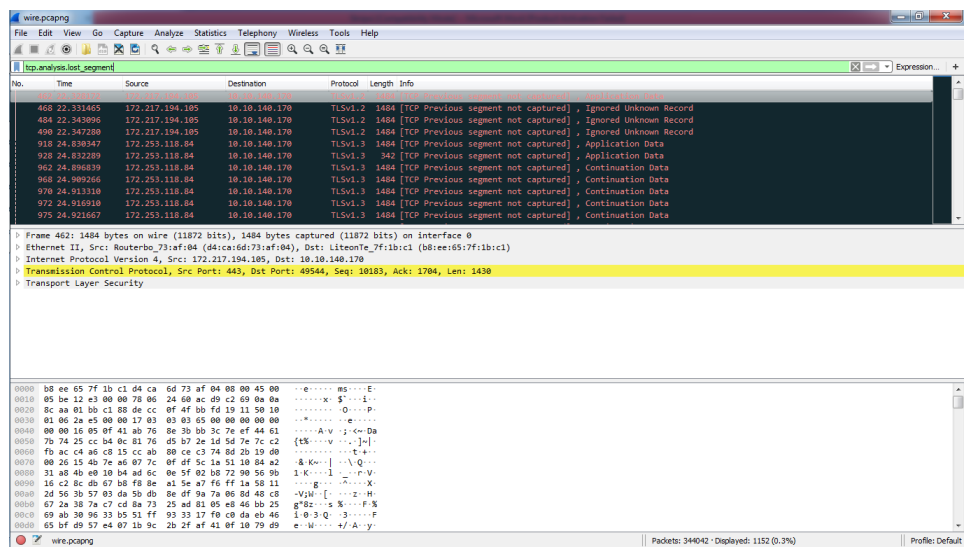 wire.pcapng
File Edit View Go Capture Analyze Statistics Telephony Wireless Tools Help
tcp.analysis.lost_segment Expression... +
No. Time Source Destination Protocol Length Info
468 22.331465 172.217.194.105 10.10.140.170 TLSv1.2 1484 [TCP Previous segment not captured] , Ignored Unknown Record
484 22.343096 172.217.194.105 10.10.140.170 TLSv1.2 1484 [TCP Previous segment not captured] , Ignored Unknown Record
490 22.347280 172.217.194.105 10.10.140.170 TLSv1.2 1484 [TCP Previous segment not captured] , Ignored Unknown Record
918 24.830347 172.253.118.84 10.10.140.170 TLSv1.3 1484 [TCP Previous segment not captured] , Application Data
928 24.832289 172.253.118.84 10.10.140.170 TLSv1.3 342 [TCP Previous segment not captured] , Application Data
962 24.896839 172.253.118.84 10.10.140.170 TLSv1.3 1484 [TCP Previous segment not captured] , Continuation Data
968 24.909266 172.253.118.84 10.10.140.170 TLSv1.3 1484 [TCP Previous segment not captured] , Continuation Data
970 24.913310 172.253.118.84 10.10.140.170 TLSv1.3 1484 [TCP Previous segment not captured] , Continuation Data
972 24.916910 172.253.118.84 10.10.140.170 TLSv1.3 1484 [TCP Previous segment not captured] , Continuation Data
975 24.921667 172.253.118.84 10.10.140.170 TLSv1.3 1484 [TCP Previous segment not captured] , Continuation Data
Frame 462: 1484 bytes on wire (11872 bits), 1484 bytes captured (11872 bits) on interface 0
Ethernet II, Src: Routerbo_73:af:04 (d4:ca:6d:73:af:04), Dst: LiteonTe_7f:1b:c1 (b8:ee:65:7f:1b:c1)
Internet Protocol Version 4, Src: 172.217.194.105, Dst: 10.10.140.170
Transmission Control Protocol, Src Port: 443, Dst Port: 49544, Seq: 10183, Ack: 1704, Len: 1430
Transport Layer Security
0000 b8 ee 65 7f 1b c1 d4 ca 6d 73 af 04 08 00 45 00 ··e····· ms····E·
0010 05 be 12 e3 00 00 78 06 24 60 ac d9 c2 69 0a 0a ······x· $`···i··
0020 8c aa 01 bb c1 88 de cc 0f 4f bb fd 19 11 50 10 ········ ·O····P·
0030 01 06 2a e5 00 00 17 03 03 03 65 00 00 00 00 00 ··*····· ··e·····
0040 00 00 16 05 0f 41 ab 76 8e 3b bb 3c 7e ef 44 61 ·····A·v ·;·<~·Da
0050 7b 74 25 cc b4 0c 81 76 d5 b7 2e 1d 5d 7e 7c c2 {t%····v ··.·]~|·
0060 fb ac c4 a6 c8 15 cc ab 80 ce c3 74 8d 2b 19 d0 ········ ···t·+··
0070 00 26 15 4b 7e a6 07 7c 0f df 5c 1a 51 10 84 a2 ·&·K~··| ··\·Q···
0080 31 a8 4b e0 10 b4 ad 6c 0e 5f 02 b8 72 90 56 9b 1·K····l ·_··r·V·
0090 16 c2 8c db 67 b8 f8 8e a1 5e a7 f6 ff 1a 58 11 ····g··· ·^····X·
00a0 2d 56 3b 57 03 da 5b db 8e df 9a 7a 06 8d 48 c8 -V;W··[· ···z··H·
00b0 67 2a 38 7a c7 cd 8a 73 25 ad 81 05 e8 46 bb 25 g*8z···s %····F·%
00c0 69 ab 30 96 33 b5 51 ff 93 33 17 f0 c0 da eb 46 i·0·3·Q· ·3·····F
00d0 65 bf d9 57 e4 07 1b 9c 2b 2f af 41 0f 10 79 d9 e··W···· +/·A··y·
wire.pcapng Packets: 344042 · Displayed: 1152 (0.3%) Profile: Default